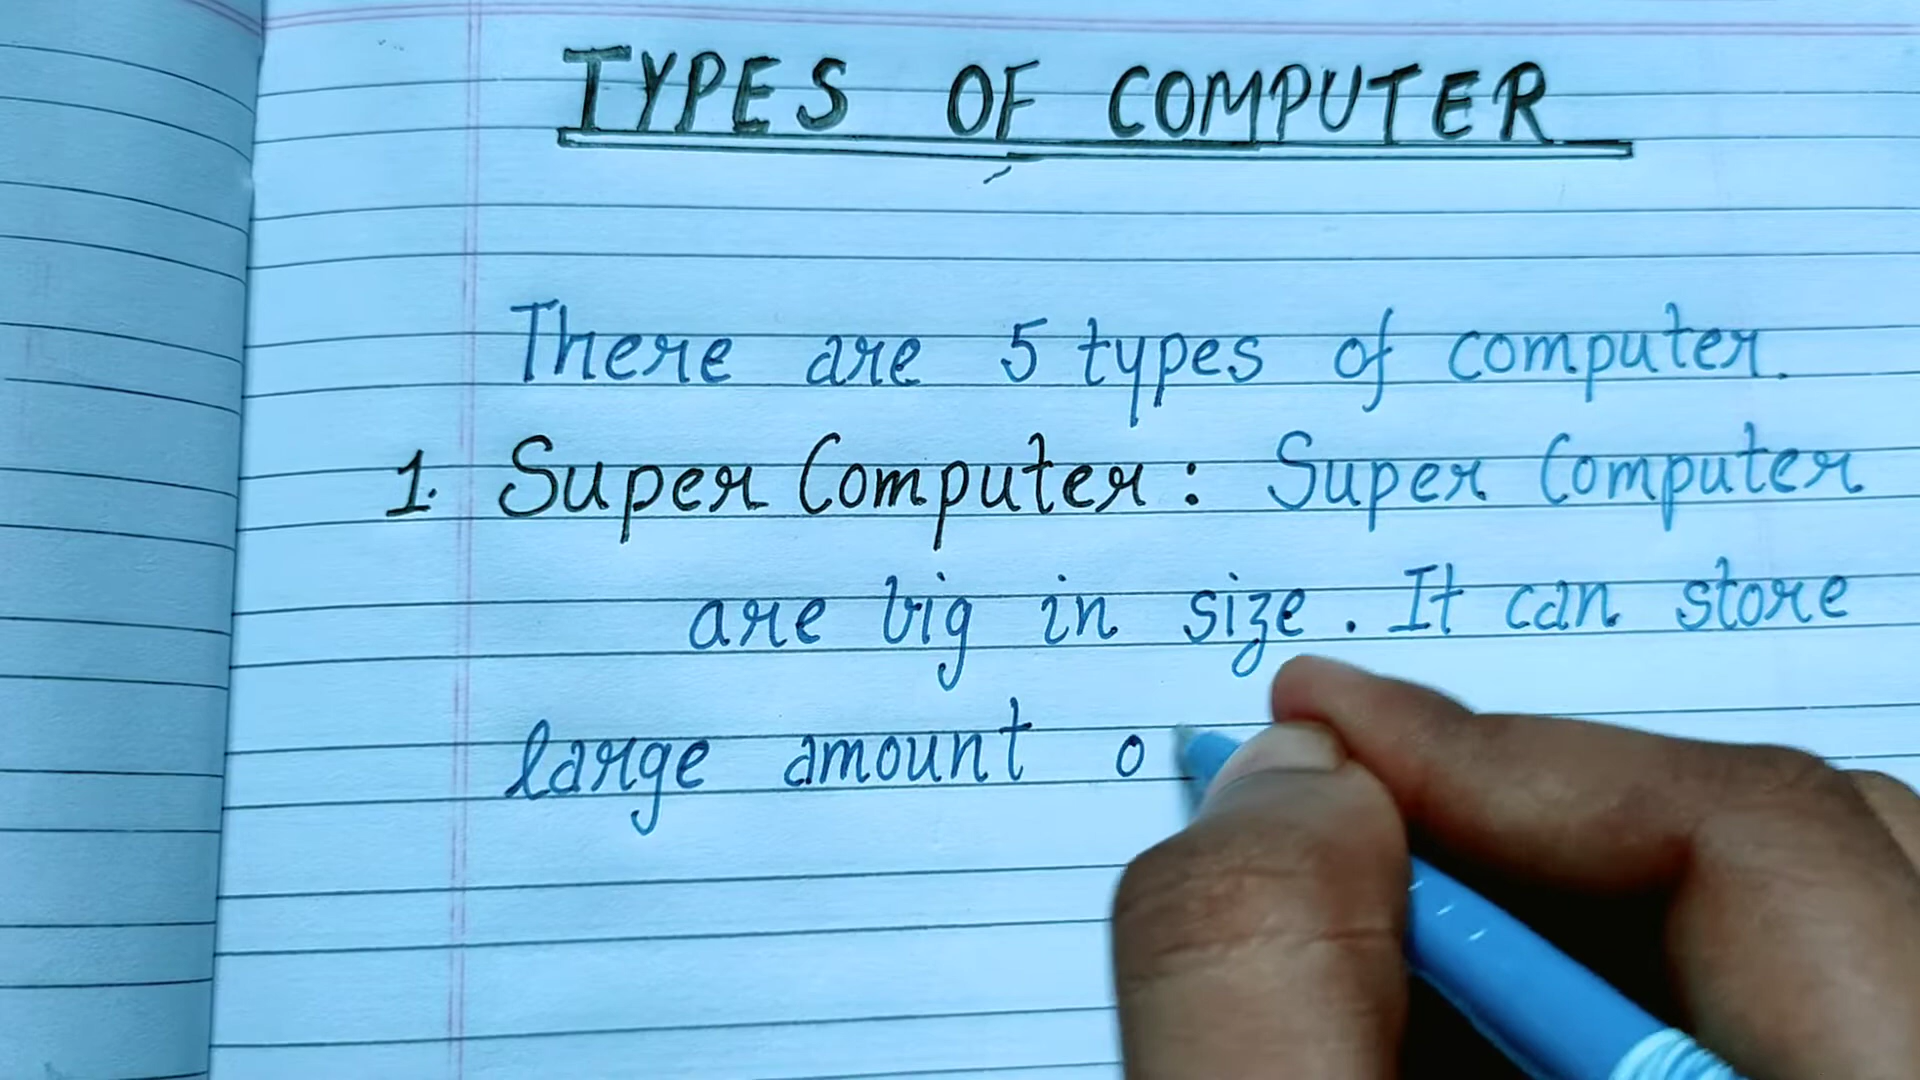 TYPES OF COMPUTER
There are 5 types of computer.
1. Super Computer : Super Computer
are big in size. It can store
large amount o